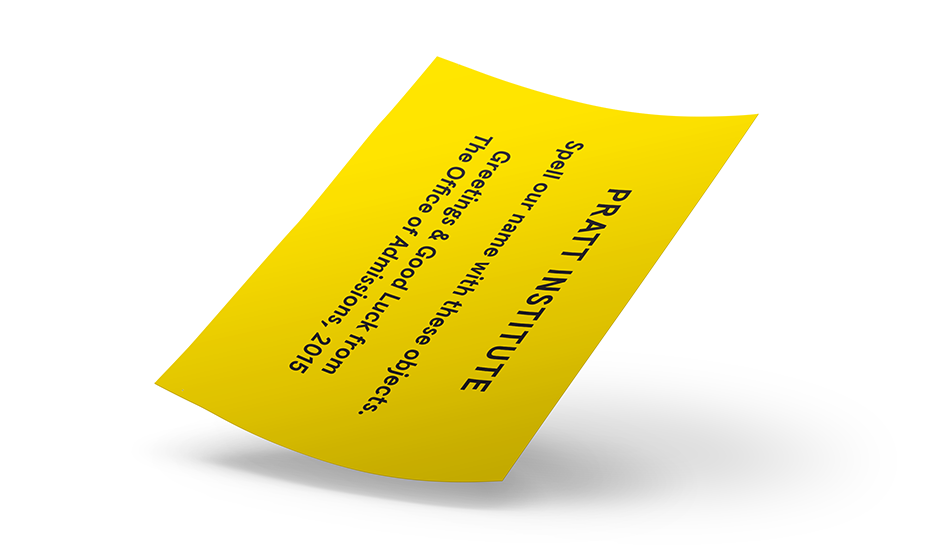 PRATT INSTITUTE
Spell our name with these objects.
Greetings & Good Luck from
The Office of Admissions, 2015